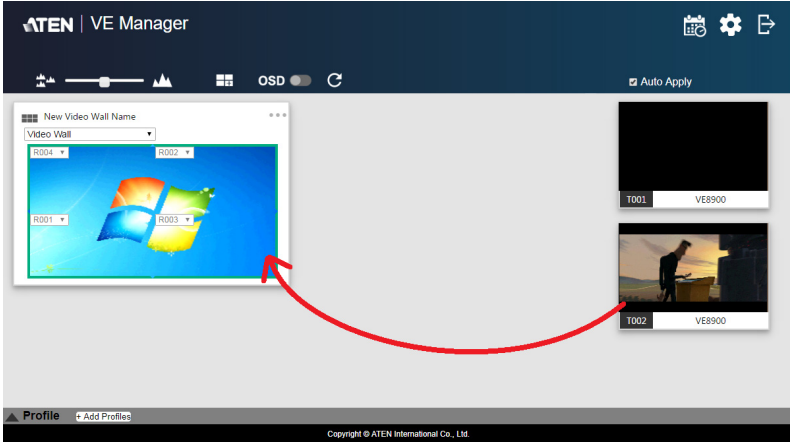 ATEN | VE Manager
OSD
Auto Apply
New Video Wall Name
Video Wall
R004 R002
R001 R003
T001 VE8900
T002 VE8900
Profile + Add Profiles
Copyright © ATEN International Co., Ltd.